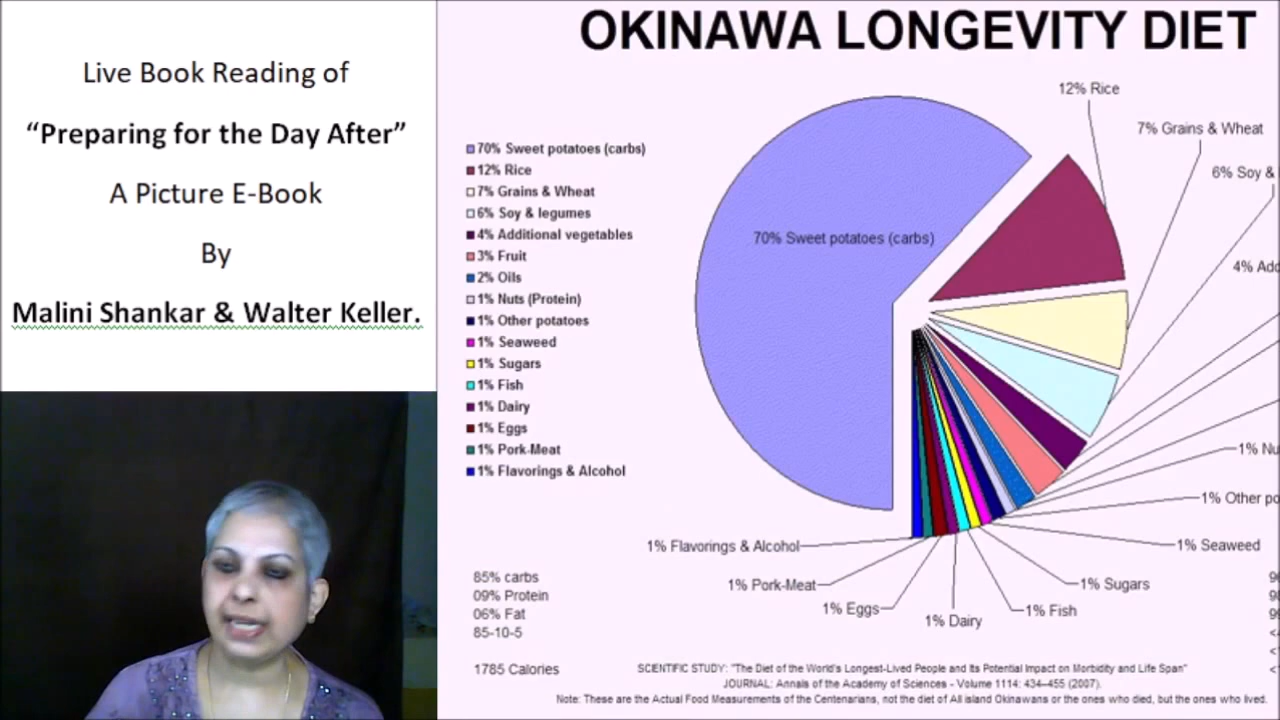 Live Book Reading of
“Preparing for the Day After”
A Picture E-Book
By
Malini Shankar & Walter Keller.
OKINAWA LONGEVITY DIET
70% Sweet potatoes (carbs)
12% Rice
7% Grains & Wheat
6% Soy & legumes
4% Additional vegetables
3% Fruit
2% Oils
1% Nuts (Protein)
1% Other potatoes
1% Seaweed
1% Sugars
1% Fish
1% Dairy
1% Eggs
1% Pork-Meat
1% Flavorings & Alcohol
70% Sweet potatoes (carbs)
12% Rice
7% Grains & Wheat
6% Soy &
4% Add
1% Nu
1% Other po
1% Seaweed
1% Sugars
1% Fish
1% Dairy
1% Eggs
1% Pork-Meat
1% Flavorings & Alcohol
85% carbs
09% Protein
06% Fat
85-10-5
1785 Calories
SCIENTIFIC STUDY: "The Diet of the World's Longest-Lived People and Its Potential Impact on Morbidity and Life Span"
JOURNAL: Annals of the Academy of Sciences - Volume 1114: 434–455 (2007).
Note: These are the Actual Food Measurements of the Centenarians, not the diet of All island Okinawans or the ones who died, but the ones who lived.